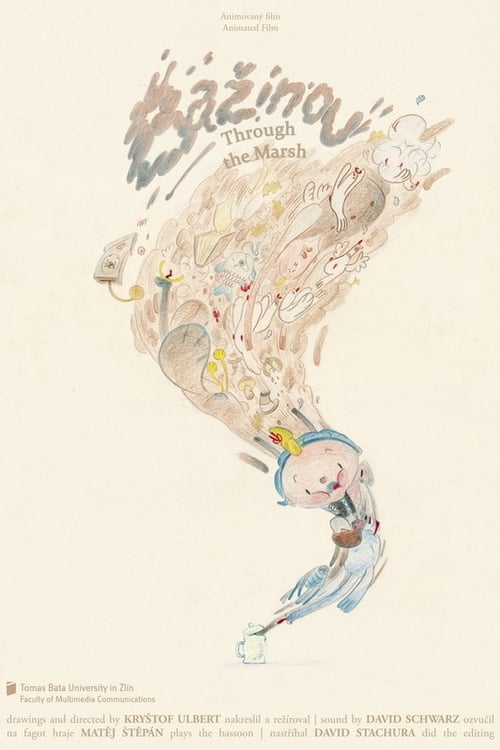 Animovaný film
Animated Film
Bažinou
Through
the Marsh
Tomas Bata University in Zlín
Faculty of Multimedia Communications
drawings and directed by KRYŠTOF ULBERT nakreslil a režíroval | sound by DAVID SCHWARZ ozvučil
na fagot hraje MATĚJ ŠTĚPÁN plays the bassoon | nastříhal DAVID STACHURA did the editing